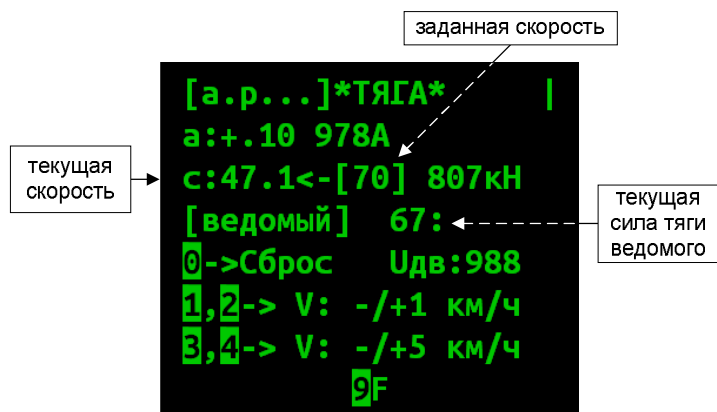 заданная скорость
[а.р...]*ТЯГА* |
а:+.10 978А
текущая
скорость
с:47.1<-[70] 807кН
[ведомый] 67:
текущая
сила тяги
ведомого
0->Сброс Uдв:988
1,2-> V: -/+1 км/ч
3,4-> V: -/+5 км/ч
9F